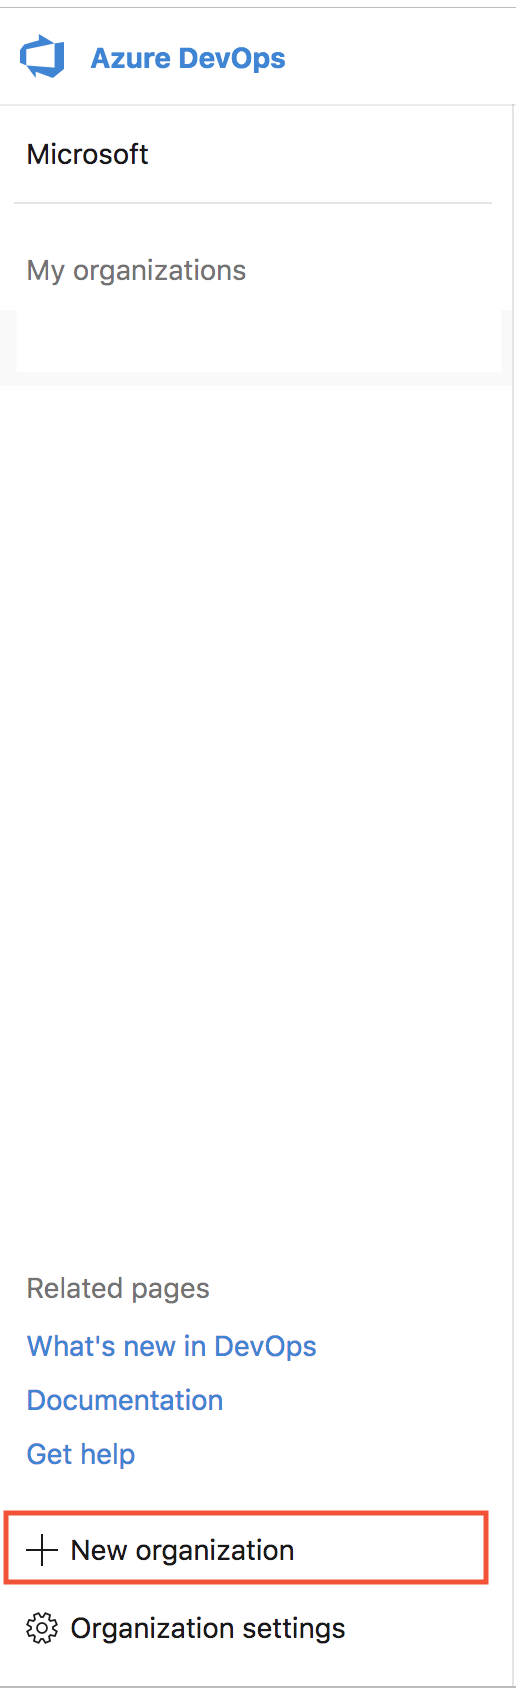 Azure DevOps
Microsoft
My organizations
Related pages
What's new in DevOps
Documentation
Get help
New organization
Organization settings